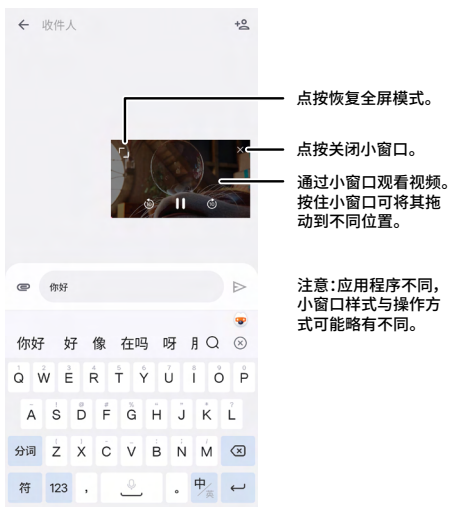 收件人
点按恢复全屏模式。
点按关闭小窗口。
通过小窗口观看视频。
按住小窗口可将其拖
动到不同位置。
注意:应用程序不同,
小窗口样式与操作方
式可能略有不同。
你好
你好 好 像 在吗 呀
Q W E R T Y U I O P
A S D F G H J K L
分词 Z X C V B N M
符 123 , 。 中/英